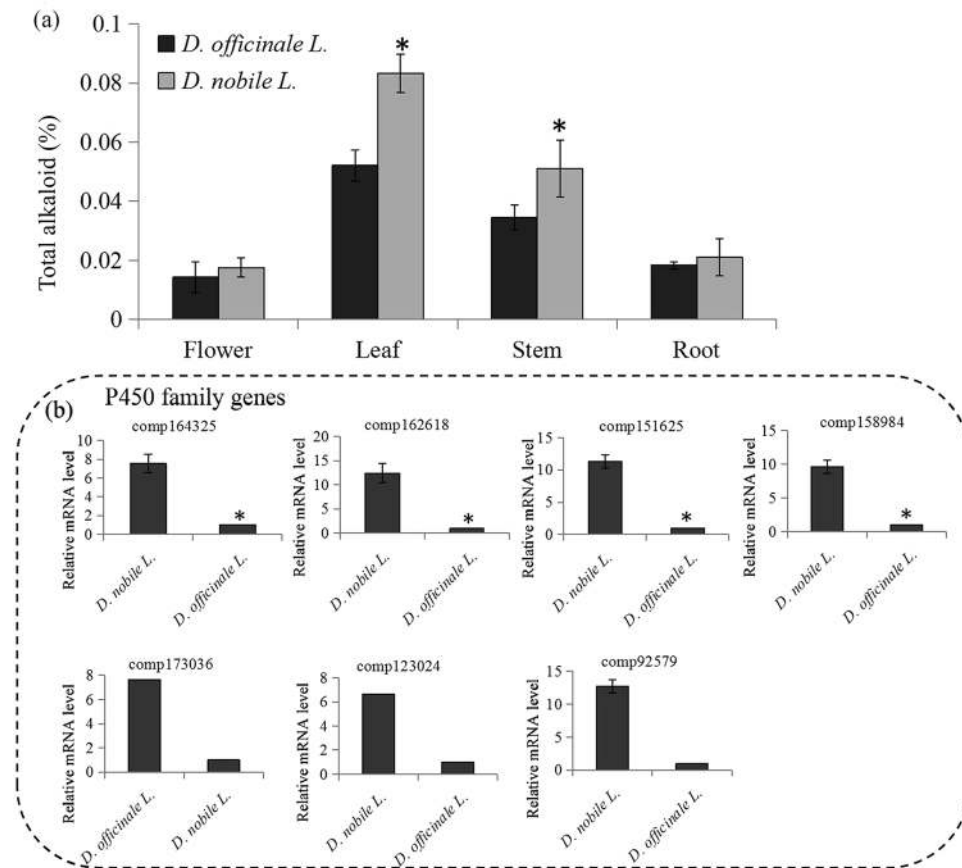 (a)
D. officinale L.
D. nobile L.
Total alkaloid (%)
0.1
0.08
0.06
0.04
0.02
0
*
*
Flower Leaf Stem Root
(b) P450 family genes
comp164325
Relative mRNA level
10
8
6
4
2
0
*
D. nobile L.
D. officinale L.
comp162618
Relative mRNA level
20
15
10
5
0
*
D. nobile L.
D. officinale L.
comp151625
Relative mRNA level
15
10
5
0
*
D. nobile L.
D. officinale L.
comp158984
Relative mRNA level
15
10
5
0
*
D. nobile L.
D. officinale L.
comp173036
Relative mRNA level
8
6
4
2
0
D. officinale L.
D. nobile L.
comp123024
Relative mRNA level
8
6
4
2
0
D. nobile L.
D. officinale L.
comp92579
Relative mRNA level
15
10
5
0
D. nobile L.
D. officinale L.